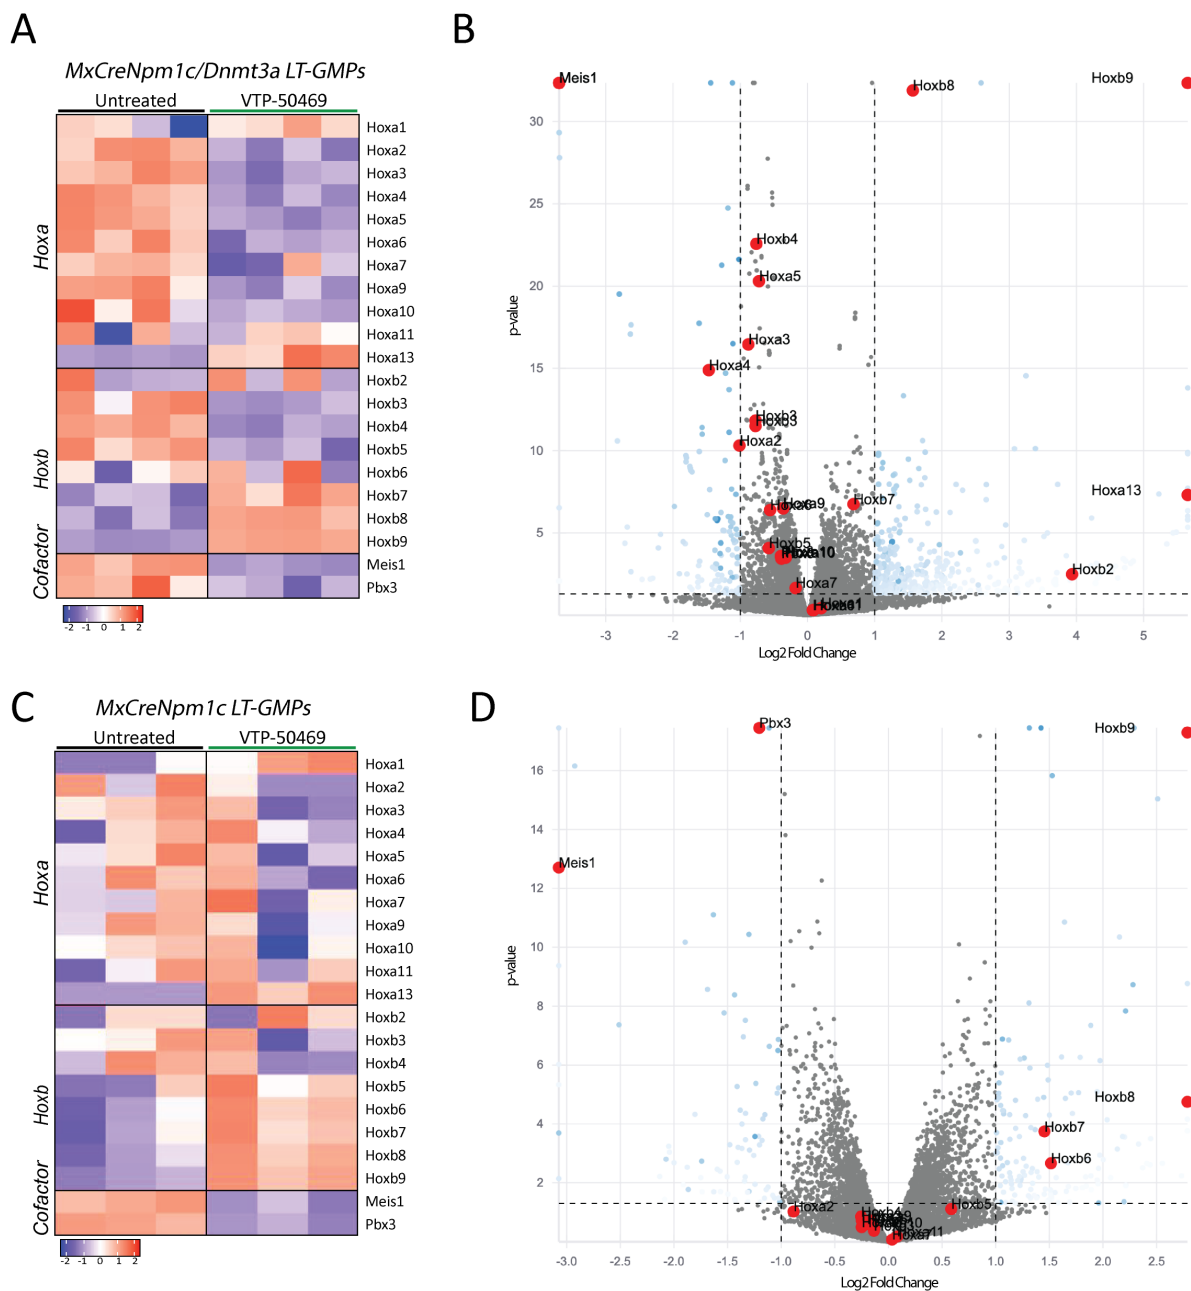 A
MxCreNpm1c/Dnmt3a LT-GMPs
Untreated
VTP-50469
Hoxa
Hoxb
Cofactor
Hoxa1
Hoxa2
Hoxa3
Hoxa4
Hoxa5
Hoxa6
Hoxa7
Hoxa9
Hoxa10
Hoxa11
Hoxa13
Hoxb2
Hoxb3
Hoxb4
Hoxb5
Hoxb6
Hoxb7
Hoxb8
Hoxb9
Meis1
Pbx3
-2 -1 0 1 2
B
Meis1
Hoxb8
Hoxb9
Hoxb4
Hoxa5
Hoxa3
Hoxa4
Hoxb3
Hoxb3
Hoxa2
Hoxa13
Hoxa9
Hoxa6
Hoxb7
Hoxb5
Hoxa10
Hoxa7
Hoxb2
30
25
20
15
10
5
p-value
-3 -2 -1 0 1 2 3 4 5
Log2 Fold Change
C
MxCreNpm1c LT-GMPs
Untreated
VTP-50469
Hoxa
Hoxb
Cofactor
Hoxa1
Hoxa2
Hoxa3
Hoxa4
Hoxa5
Hoxa6
Hoxa7
Hoxa9
Hoxa10
Hoxa11
Hoxa13
Hoxb2
Hoxb3
Hoxb4
Hoxb5
Hoxb6
Hoxb7
Hoxb8
Hoxb9
Meis1
Pbx3
-2 -1 0 1 2
D
Pbx3
Hoxb9
Meis1
Hoxb8
Hoxb7
Hoxb6
Hoxa2
Hoxb4
Hoxb5
16
14
12
10
8
6
4
2
p-value
-3.0 -2.5 -2.0 -1.5 -1.0 -0.5 0.0 0.5 1.0 1.5 2.0 2.5
Log2 Fold Change